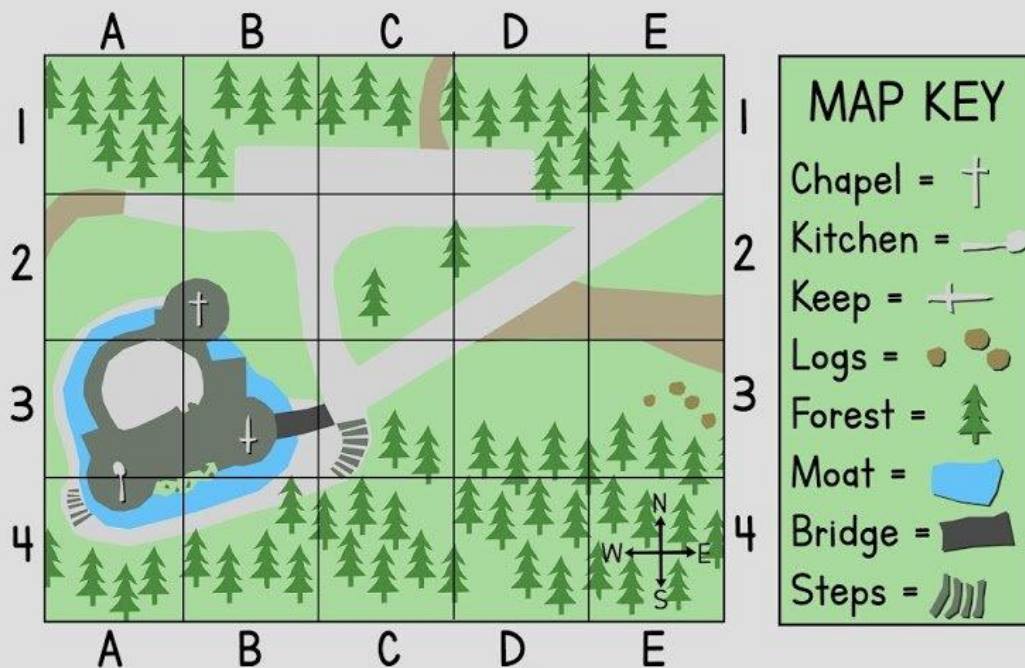 A B C D E
1 1
2 2
3 3
4 4
A B C D E
N
W E
S
MAP KEY
Chapel =
Kitchen =
Keep =
Logs =
Forest =
Moat =
Bridge =
Steps =